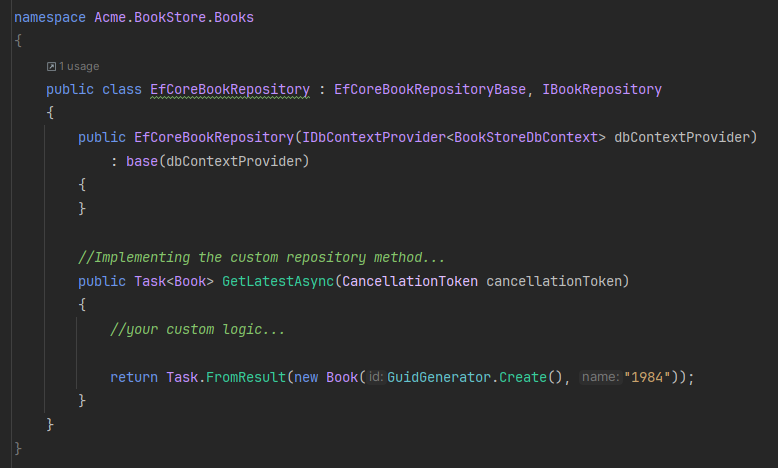 namespace Acme.BookStore.Books
{
    1 usage
    public class EfCoreBookRepository : EfCoreBookRepositoryBase, IBookRepository
    {
        public EfCoreBookRepository(IDbContextProvider<BookStoreDbContext> dbContextProvider)
            : base(dbContextProvider)
        {
        }
        //Implementing the custom repository method...
        public Task<Book> GetLatestAsync(CancellationToken cancellationToken)
        {
            //your custom logic...
            return Task.FromResult(new Book(id:GuidGenerator.Create(), name:"1984"));
        }
    }
}